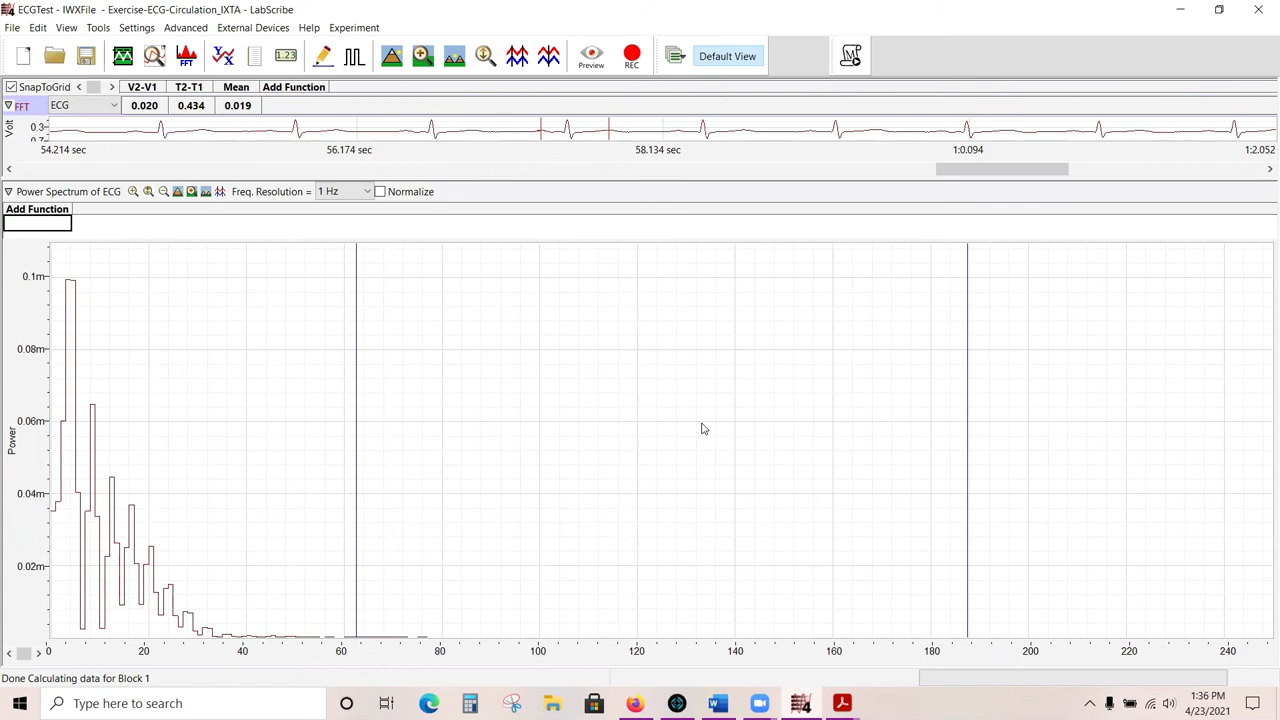 ECGTest - IWXFile - Exercise-ECG-Circulation_IXTA - LabScribe
File Edit View Tools Settings Advanced External Devices Help Experiment
FFT Y/X 1.23 Preview REC Default View
SnapToGrid V2-V1 T2-T1 Mean Add Function
FFT ECG 0.020 0.434 0.019
Volt 0.3
54.214 sec 56.174 sec 58.134 sec 1:0.094 1:2.052
Power Spectrum of ECG Freq. Resolution = 1 Hz Normalize
Add Function
0.1m
0.08m
0.06m
Power
0.04m
0.02m
0 20 40 60 80 100 120 140 160 180 200 220 240
Done Calculating data for Block 1
Type here to search
1:36 PM
4/23/2021